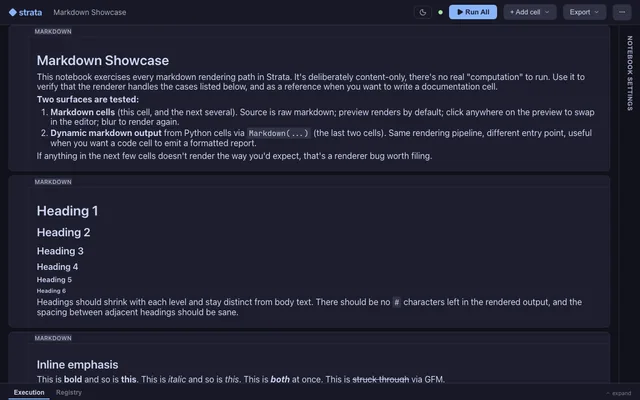 strata
Markdown Showcase
Run All
+ Add cell
Export
NOTEBOOK SETTINGS
MARKDOWN
Markdown Showcase
This notebook exercises every markdown rendering path in Strata. It's deliberately content-only, there's no real "computation" to run. Use it to
verify that the renderer handles the cases listed below, and as a reference when you want to write a documentation cell.
Two surfaces are tested:
1. Markdown cells (this cell, and the next several). Source is raw markdown; preview renders by default; click anywhere on the preview to swap
in the editor; blur to render again.
2. Dynamic markdown output from Python cells via Markdown(...) (the last two cells). Same rendering pipeline, different entry point, useful
when you want a code cell to emit a formatted report.
If anything in the next few cells doesn't render the way you'd expect, that's a renderer bug worth filing.
MARKDOWN
Heading 1
Heading 2
Heading 3
Heading 4
Heading 5
Heading 6
Headings should shrink with each level and stay distinct from body text. There should be no # characters left in the rendered output, and the
spacing between adjacent headings should be sane.
MARKDOWN
Inline emphasis
This is bold and so is this. This is italic and so is this. This is both at once. This is struck through via GFM.
Execution
Registry
expand